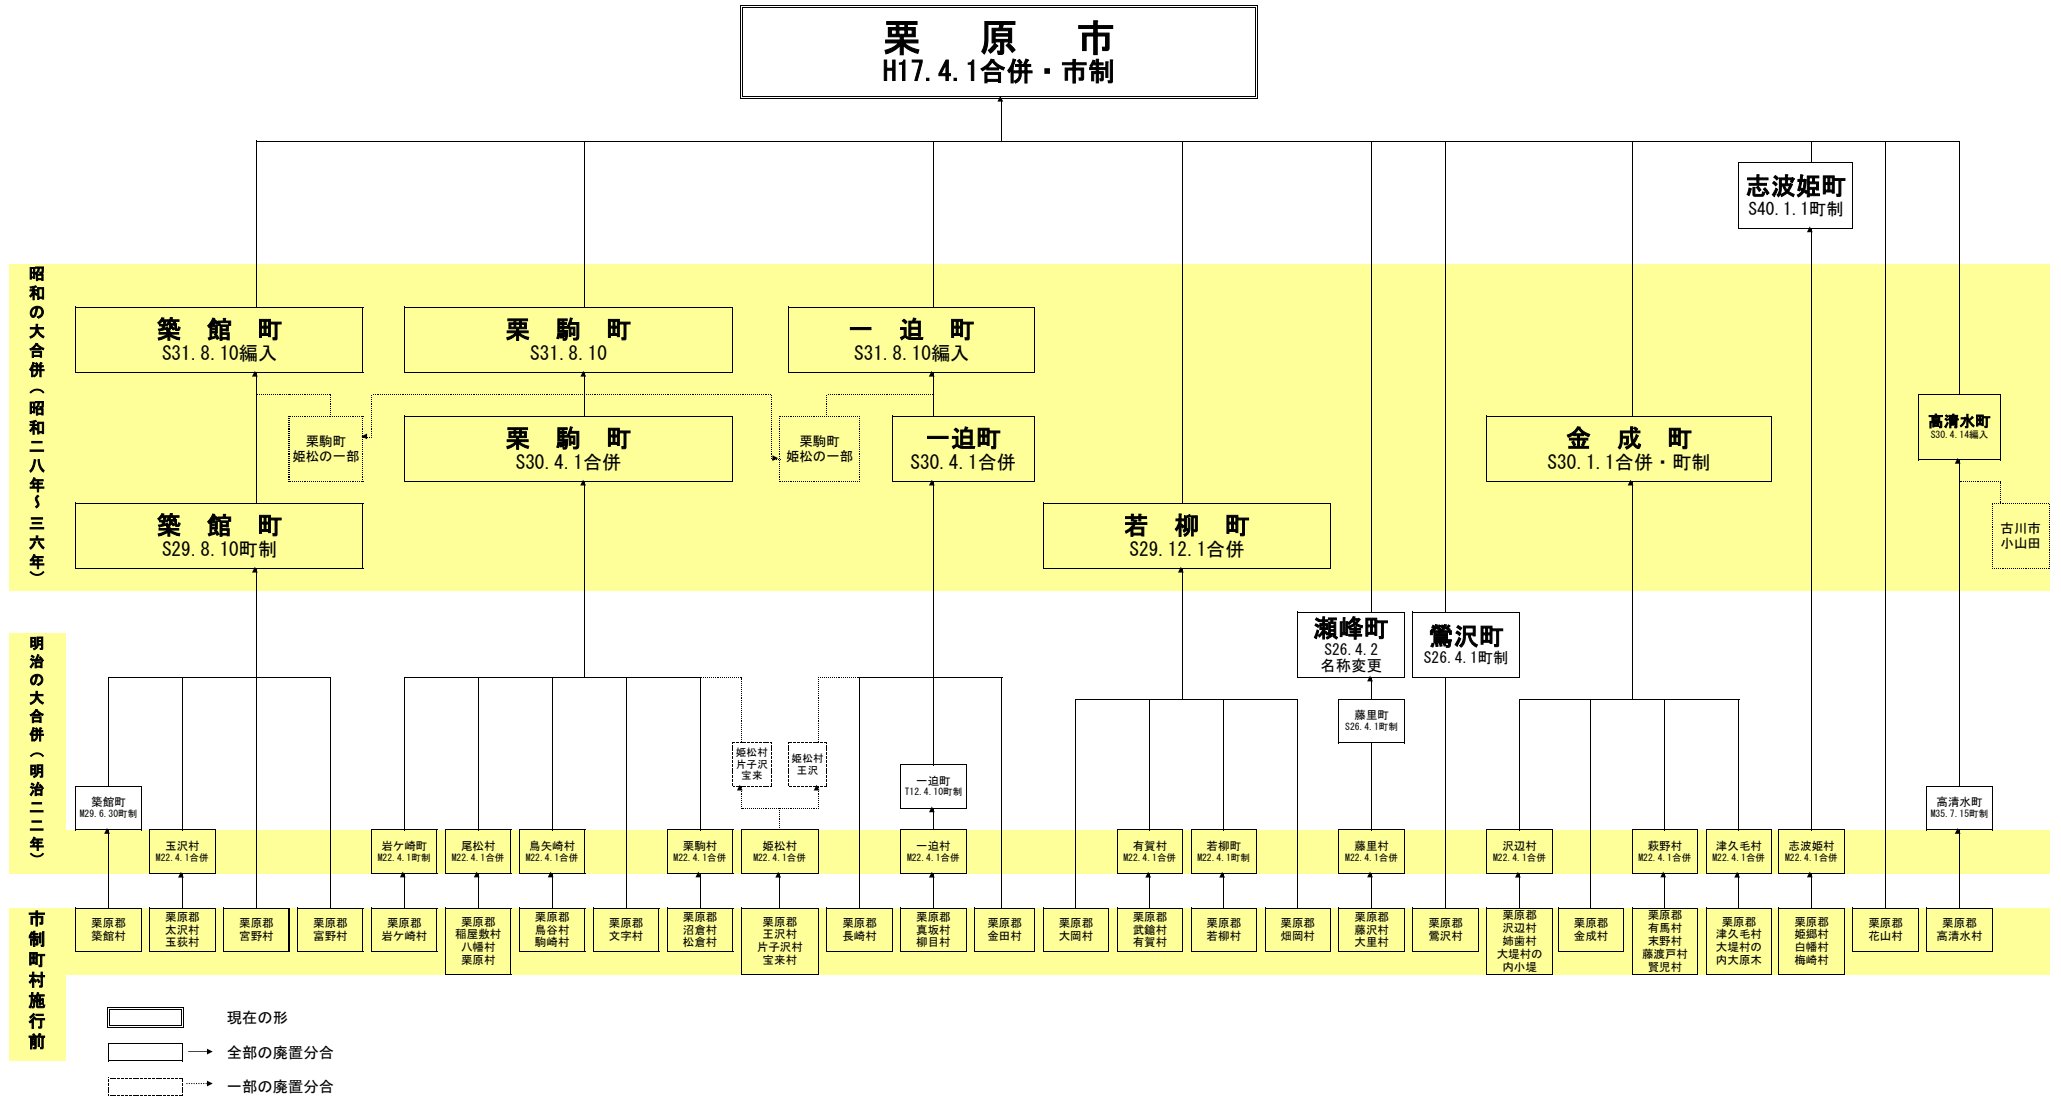 栗原市
H17.4.1合併・市制
志波姫町
S40.1.1町制
昭和の大合併（昭和二八年～三六年）
築館町
S31.8.10編入
栗駒町
S31.8.10
一迫町
S31.8.10編入
栗駒町
姫松の一部
栗駒町
S30.4.1合併
栗駒町
姫松の一部
一迫町
S30.4.1合併
金成町
S30.1.1合併・町制
高清水町
S30.4.14編入
築館町
S29.8.10町制
若柳町
S29.12.1合併
古川市
小山田
明治の大合併（明治二二年）
瀬峰町
S26.4.2
名称変更
鶯沢町
S26.4.1町制
藤里町
S26.4.1町制
姫松村
片子沢
宝来
姫松村
王沢
一迫町
T12.4.10町制
築館町
M29.6.30町制
高清水町
M35.7.15町制
玉沢村
M22.4.1合併
岩ケ崎町
M22.4.1町制
尾松村
M22.4.1合併
鳥矢崎村
M22.4.1合併
栗駒村
M22.4.1合併
姫松村
M22.4.1合併
一迫村
M22.4.1合併
有賀村
M22.4.1合併
若柳町
M22.4.1町制
藤里村
M22.4.1合併
沢辺村
M22.4.1合併
萩野村
M22.4.1合併
津久毛村
M22.4.1合併
志波姫村
M22.4.1合併
市制町村施行前
栗原郡
築館村
栗原郡
太沢村
玉荻村
栗原郡
宮野村
栗原郡
富野村
栗原郡
岩ケ崎村
栗原郡
稲屋敷村
八幡村
栗原村
栗原郡
鳥谷村
駒崎村
栗原郡
文字村
栗原郡
沼倉村
松倉村
栗原郡
王沢村
片子沢村
宝来村
栗原郡
長崎村
栗原郡
真坂村
柳目村
栗原郡
金田村
栗原郡
大岡村
栗原郡
武鎗村
有賀村
栗原郡
若柳村
栗原郡
畑岡村
栗原郡
藤沢村
大里村
栗原郡
鶯沢村
栗原郡
沢辺村
姉歯村
大堤村の
内小堤
栗原郡
金成村
栗原郡
有馬村
末野村
藤渡戸村
賢児村
栗原郡
津久毛村
大堤村の
内大原木
栗原郡
姫郷村
白幡村
梅崎村
栗原郡
花山村
栗原郡
高清水村
現在の形
全部の廃置分合
一部の廃置分合